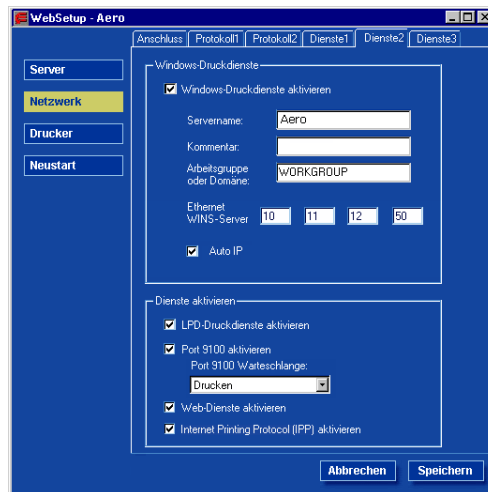 WebSetup - Aero
Anschluss Protokoll1 Protokoll2 Dienste1 Dienste2 Dienste3
Server
Netzwerk
Drucker
Neustart
Windows-Druckdienste
Windows-Druckdienste aktivieren
Servername: Aero
Kommentar:
Arbeitsgruppe
oder Domäne: WORKGROUP
Ethernet
WINS-Server 10 11 12 50
Auto IP
Dienste aktivieren
LPD-Druckdienste aktivieren
Port 9100 aktivieren
Port 9100 Warteschlange:
Drucken
Web-Dienste aktivieren
Internet Printing Protocol (IPP) aktivieren
Abbrechen Speichern